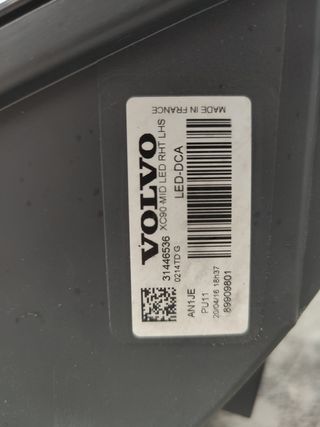 VOLVO
XC90 MID LED RHT LHS
LED-DCA
MADE IN FRANCE
31446536
0214TD G
AN1JE
PU11
20/04/16 18h37
89909801